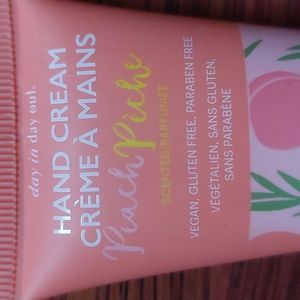 day in day out.
HAND CREAM
CRÈME À MAINS
Peach Pèche
SCENTED·PARFUMÉE
VEGAN, GLUTEN FREE, PARABEN FREE
VÉGÉTALIEN, SANS GLUTEN,
SANS PARABÈNE